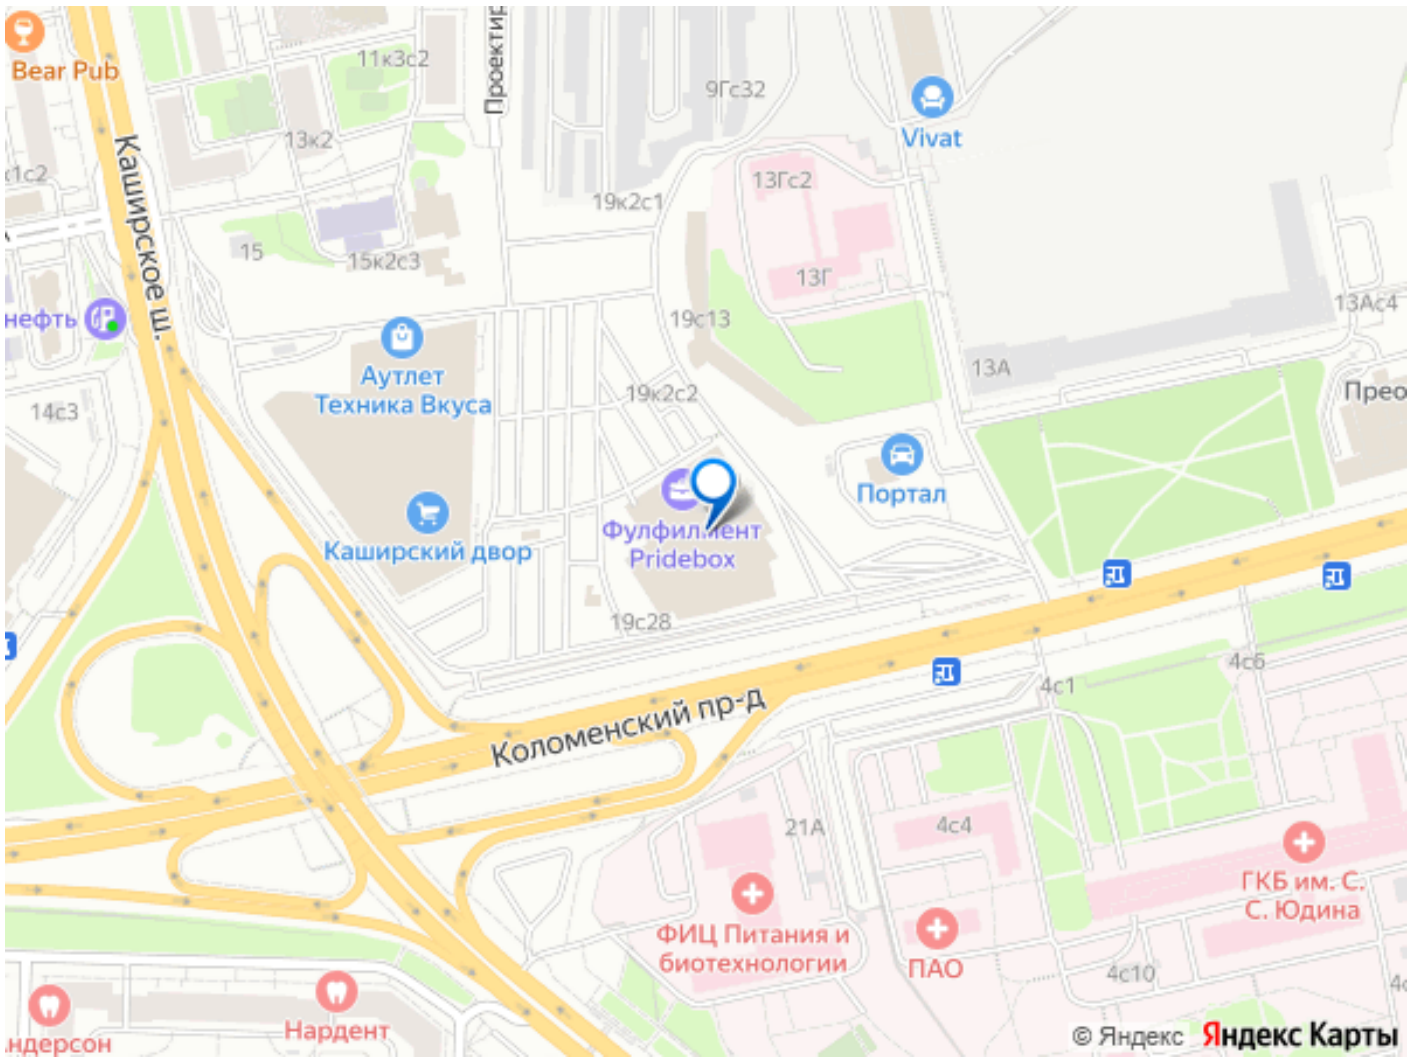 Bear Pub
11к3с2
Проектир
9Гс32
Vivat
13к2
к1с2
Каширское ш.
13Гс2
19к2с1
15
15к2с3
13Г
нефть
19с13
13Ас4
Аутлет
Техника Вкуса
13А
19к2с2
Прео
14с3
Портал
Фулфилмент
Pridebox
Каширский двор
19с28
4с6
4с1
Коломенский пр-д
21А
4с4
ГКБ им. С.
С. Юдина
ФИЦ Питания и
биотехнологии
ПАО
4с10
Нардент
ндерсон
© Яндекс Яндекс Карты